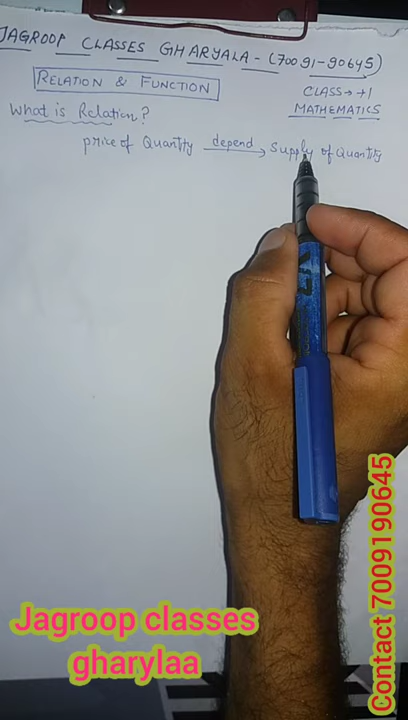 JAGROOP CLASSES GHARYALA - (70091-90645)
RELATION & FUNCTION
CLASS → +1
MATHEMATICS
What is Relation?
price of Quantity depend → Supply of Quantity
Jagroop classes
gharylaa
Contact 7009190645